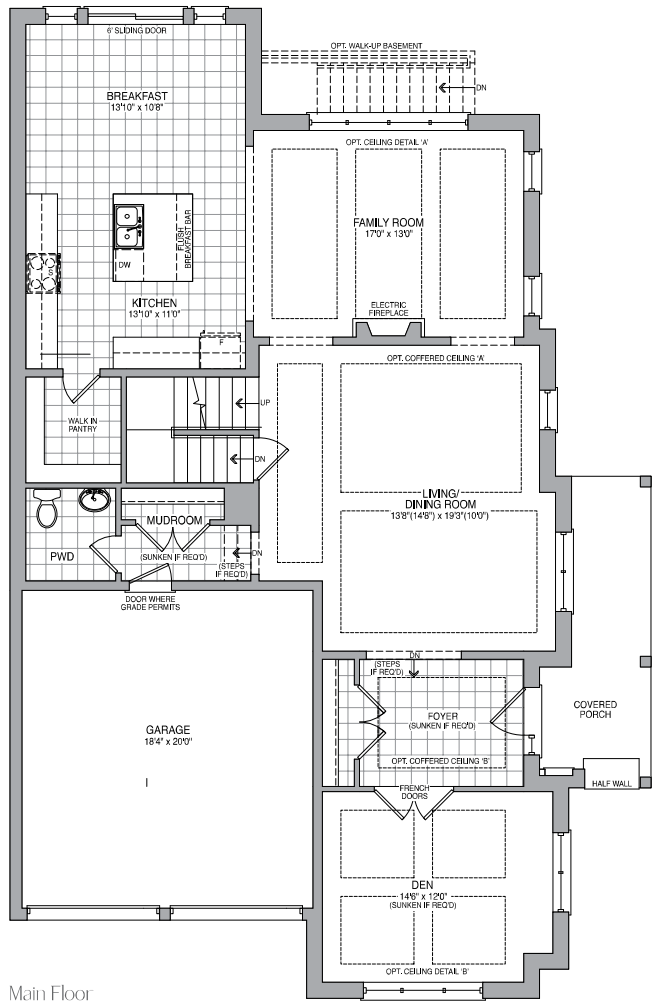 6' SLIDING DOOR
BREAKFAST
13'10" x 10'8"
OPT. WALK-UP BASEMENT
DN
OPT. CEILING DETAIL 'A'
FAMILY ROOM
17'0" x 13'0"
FLUSH
BREAKFAST BAR
DW
S
KITCHEN
13'10" x 11'0"
F
ELECTRIC
FIREPLACE
OPT. COFFERED CEILING 'A'
WALK IN
PANTRY
UP
DN
LIVING/
DINING ROOM
13'8"(14'8") x 19'3"(10'0")
MUDROOM
(SUNKEN IF REQ'D)
PWD
DN
(STEPS
IF REQ'D)
DOOR WHERE
GRADE PERMITS
DN
(STEPS
IF REQ'D)
FOYER
(SUNKEN IF REQ'D)
OPT. COFFERED CEILING 'B'
COVERED
PORCH
HALF WALL
GARAGE
18'4" x 20'0"
FRENCH
DOORS
DEN
14'6" x 12'0"
(SUNKEN IF REQ'D)
OPT. CEILING DETAIL 'B'
Main Floor